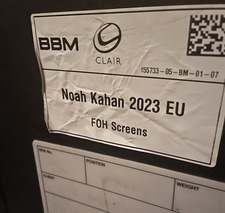 BBM
CLAIR
155733-05-BM-01-07
Noah Kahan 2023 EU
FOH Screens
POSITION
WEIGHT